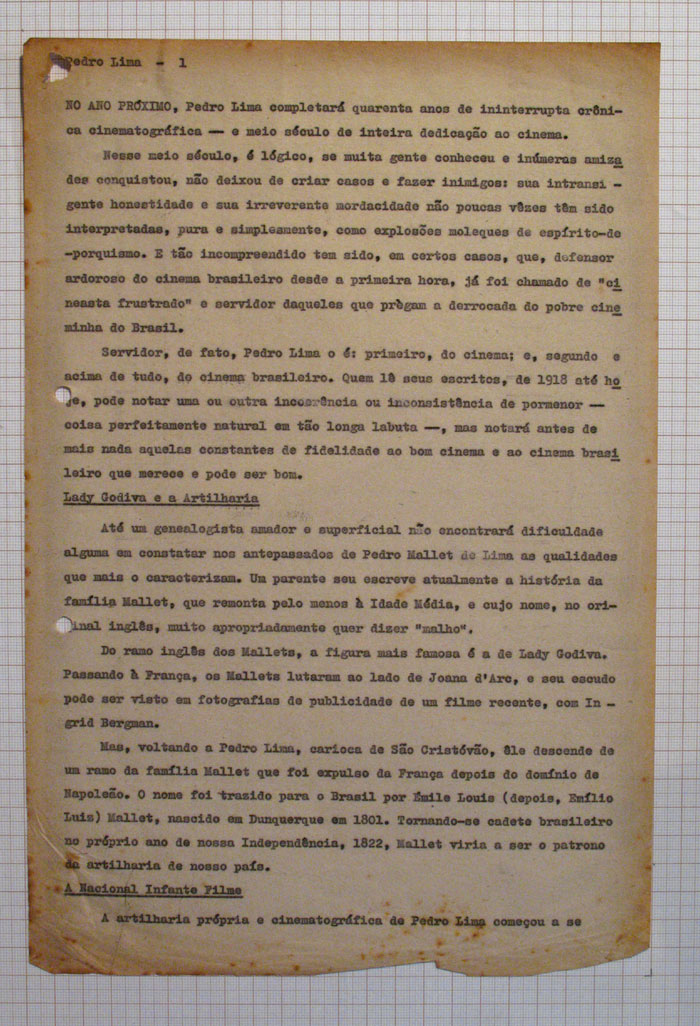 Pedro Lima - 1
NO ANO PRÓXIMO, Pedro Lima completará quarenta anos de ininterrupta crôni-
ca cinematográfica — e meio século de inteira dedicação ao cinema.
Nesse meio século, é lógico, se muita gente conheceu e inúmeras amiza
des conquistou, não deixou de criar casos e fazer inimigos: sua intransi -
gente honestidade e sua irreverente mordacidade não poucas vêzes têm sido
interpretadas, pura e simplesmente, como explosões moleques de espírito-de
-porquismo. E tão incompreendido tem sido, em certos casos, que, defensor
ardoroso do cinema brasileiro desde a primeira hora, já foi chamado de "ci
neasta frustrado" e servidor daqueles que prègam a derrocada do pobre cine
minha do Brasil.
Servidor, de fato, Pedro Lima o é: primeiro, do cinema; e, segundo e
acima de tudo, do cinema brasileiro. Quem lê seus escritos, de 1918 até ho
je, pode notar uma ou outra incoerência ou inconsistência de pormenor —
coisa perfeitamente natural em tão longa labuta —, mas notará antes de
mais nada aquelas constantes de fidelidade ao bom cinema e ao cinema brasi
leiro que merece e pode ser bom.
Lady Godiva e a Artilharia
Até um genealogista amador e superficial não encontrará dificuldade
alguma em constatar nos antepassados de Pedro Mallet de Lima as qualidades
que mais o caracterizam. Um parente seu escreve atualmente a história da
família Mallet, que remonta pelo menos à Idade Média, e cujo nome, no ori-
ginal inglês, muito apropriadamente quer dizer "malho".
Do ramo inglês dos Mallets, a figura mais famosa é a de Lady Godiva.
Passando à França, os Mallets lutaram ao lado de Joana d'Arc, e seu escudo
pode ser visto em fotografias de publicidade de um filme recente, com In -
grid Bergman.
Mas, voltando a Pedro Lima, carioca de São Cristóvão, êle descende de
um ramo da família Mallet que foi expulso da França depois do domínio de
Napoleão. O nome foi trazido para o Brasil por Émile Louis (depois, Emílio
Luis) Mallet, nascido em Dunquerque em 1801. Tornando-se cadete brasileiro
no próprio ano de nossa Independência, 1822, Mallet viria a ser o patrono
da artilharia de nosso país.
A Nacional Infante Filme
A artilharia própria e cinematográfica de Pedro Lima começou a se